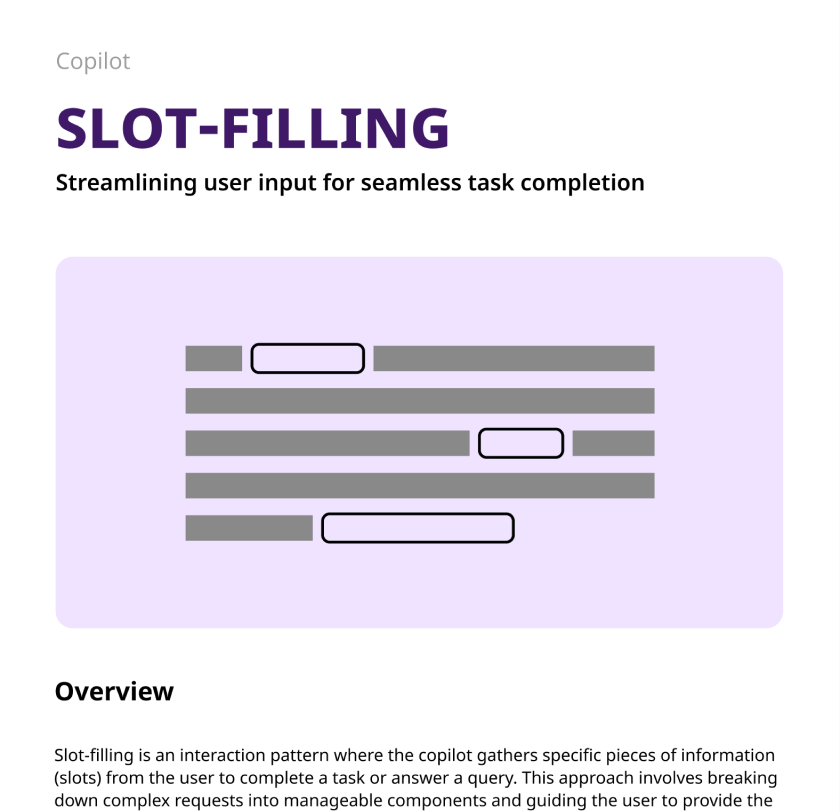 Copilot
SLOT-FILLING
Streamlining user input for seamless task completion
Overview
Slot-filling is an interaction pattern where the copilot gathers specific pieces of information
(slots) from the user to complete a task or answer a query. This approach involves breaking
down complex requests into manageable components and guiding the user to provide the